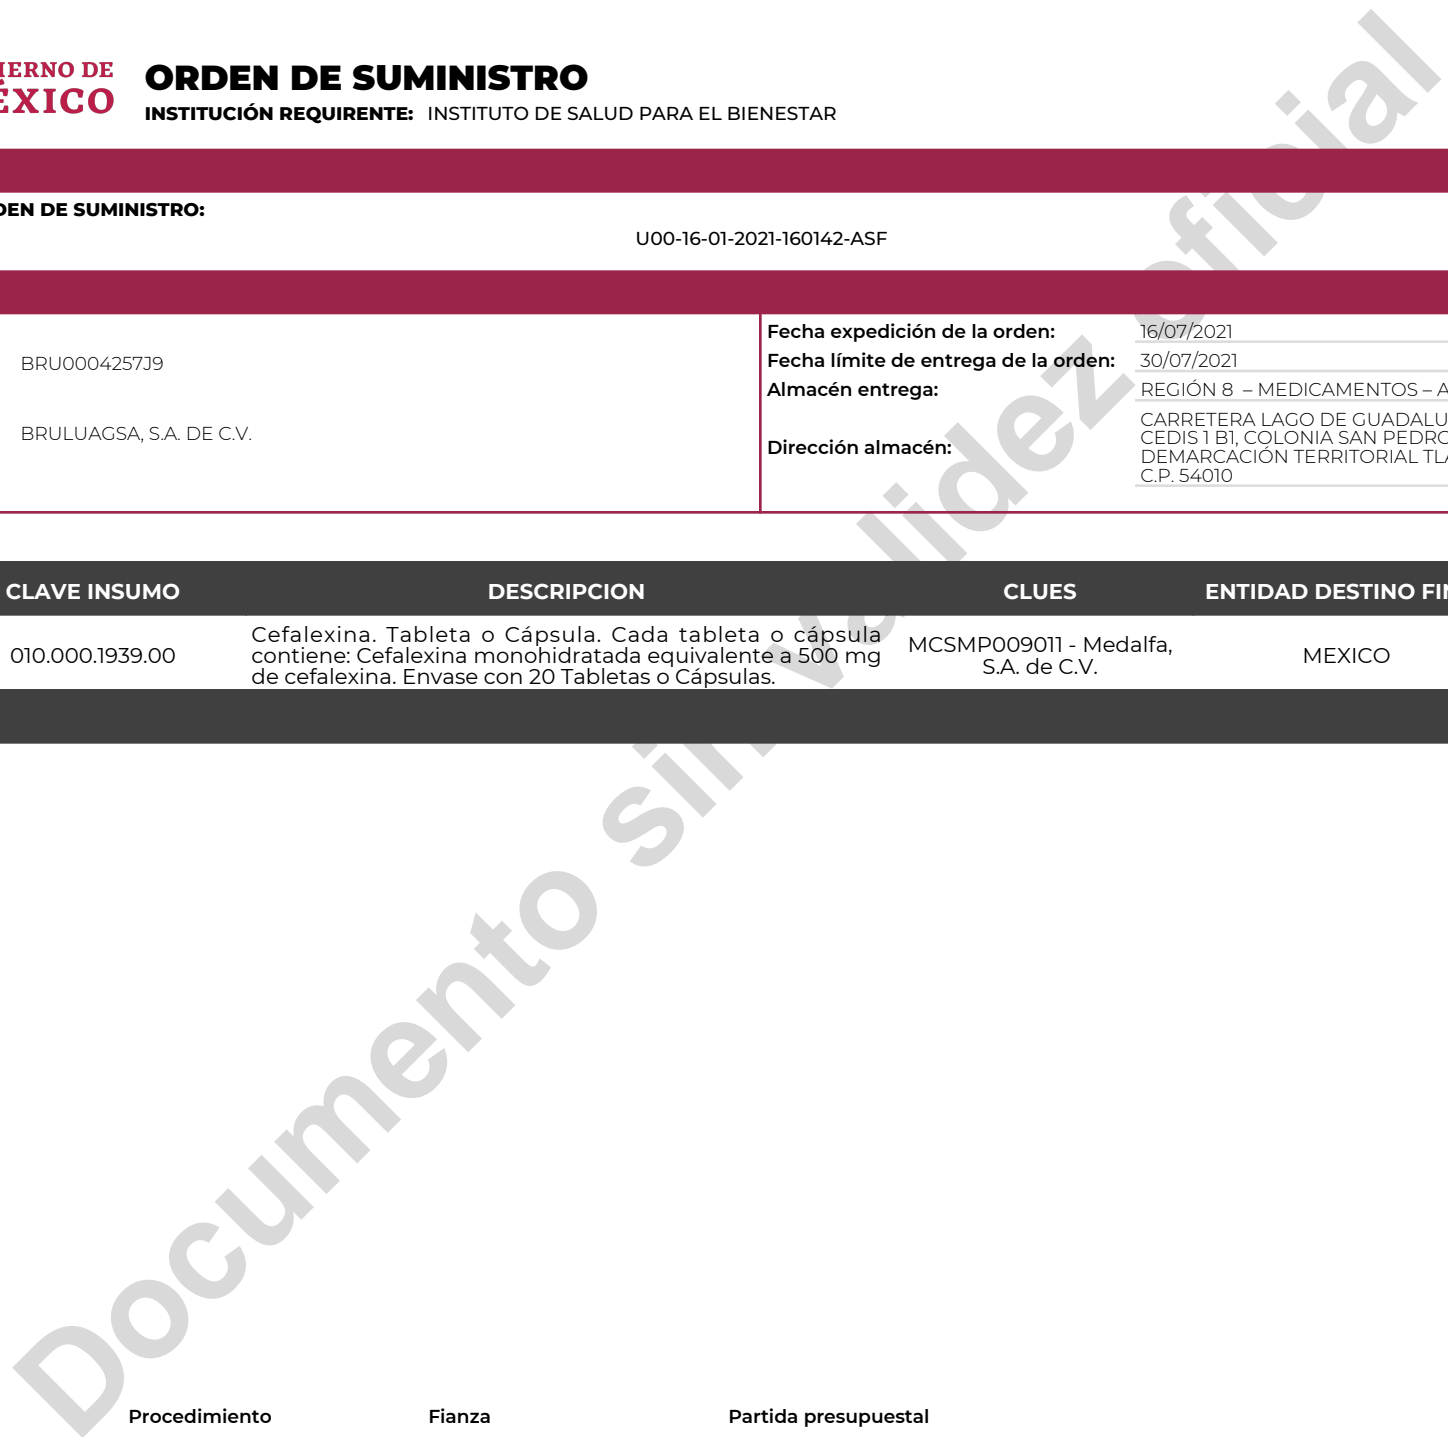 IERNO DE
ÉXICO
ORDEN DE SUMINISTRO
INSTITUCIÓN REQUIRENTE: INSTITUTO DE SALUD PARA EL BIENESTAR
DEN DE SUMINISTRO:
U00-16-01-2021-160142-ASF
BRU0004257J9
BRULUAGSA, S.A. DE C.V.
Fecha expedición de la orden: 16/07/2021
Fecha límite de entrega de la orden: 30/07/2021
Almacén entrega: REGIÓN 8 – MEDICAMENTOS – A
Dirección almacén:
CARRETERA LAGO DE GUADALU
CEDIS 1 B1, COLONIA SAN PEDRO
DEMARCACIÓN TERRITORIAL TLA
C.P. 54010
CLAVE INSUMO DESCRIPCION CLUES ENTIDAD DESTINO FIN
010.000.1939.00
Cefalexina. Tableta o Cápsula. Cada tableta o cápsula
contiene: Cefalexina monohidratada equivalente a 500 mg
de cefalexina. Envase con 20 Tabletas o Cápsulas.
MCSMP009011 - Medalfa,
S.A. de C.V.
MEXICO
Documento sin validez oficial
Procedimiento Fianza Partida presupuestal